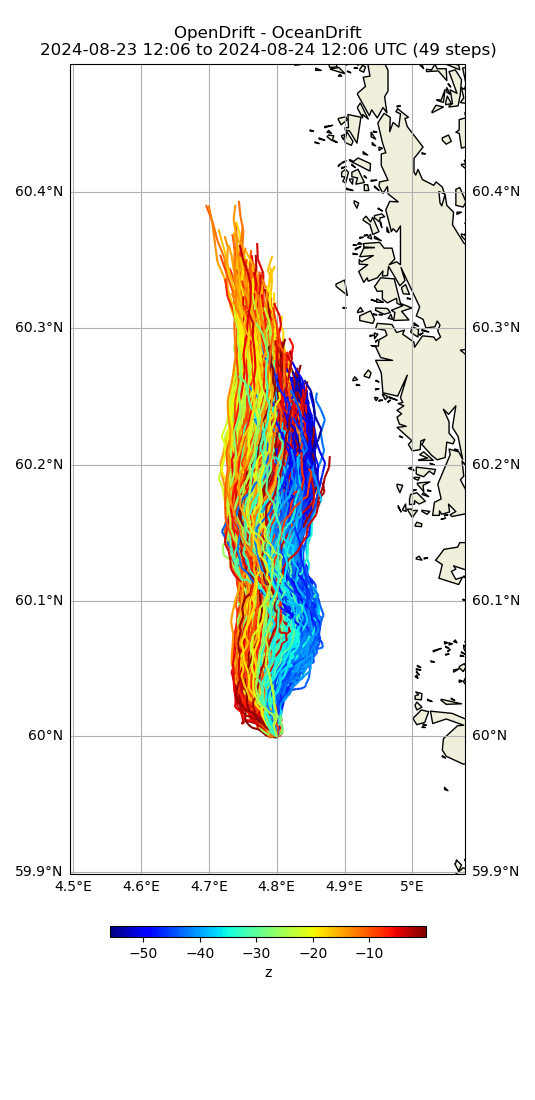 OpenDrift - OceanDrift
2024-08-23 12:06 to 2024-08-24 12:06 UTC (49 steps)
60.4°N 60.4°N
60.3°N 60.3°N
60.2°N 60.2°N
60.1°N 60.1°N
60°N 60°N
59.9°N 59.9°N
4.5°E 4.6°E 4.7°E 4.8°E 4.9°E 5°E
−50 −40 −30 −20 −10
z